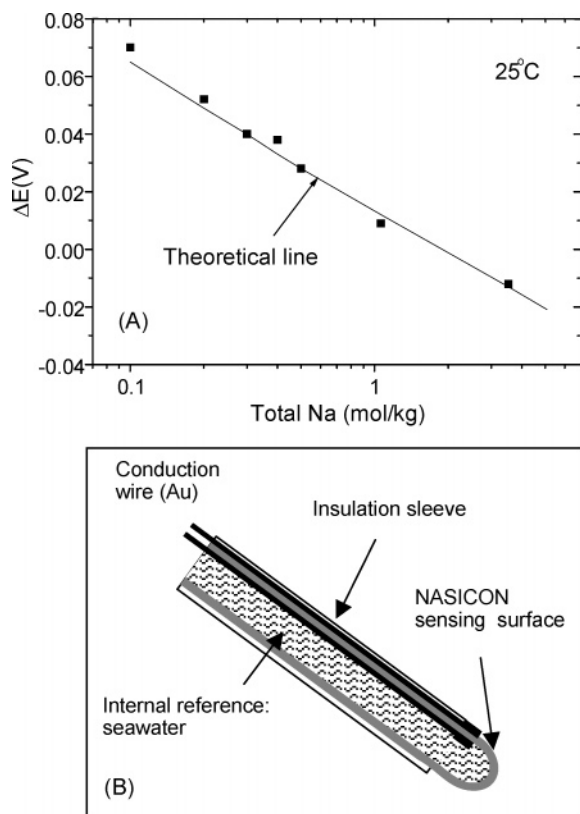 0.08
0.06
0.04
0.02
0.00
-0.02
-0.04
ΔE(V)
25°C
Theoretical line
(A)
0.1
1
Total Na (mol/kg)
Conduction
wire (Au)
Insulation sleeve
NASICON
sensing surface
Internal reference:
seawater
(B)